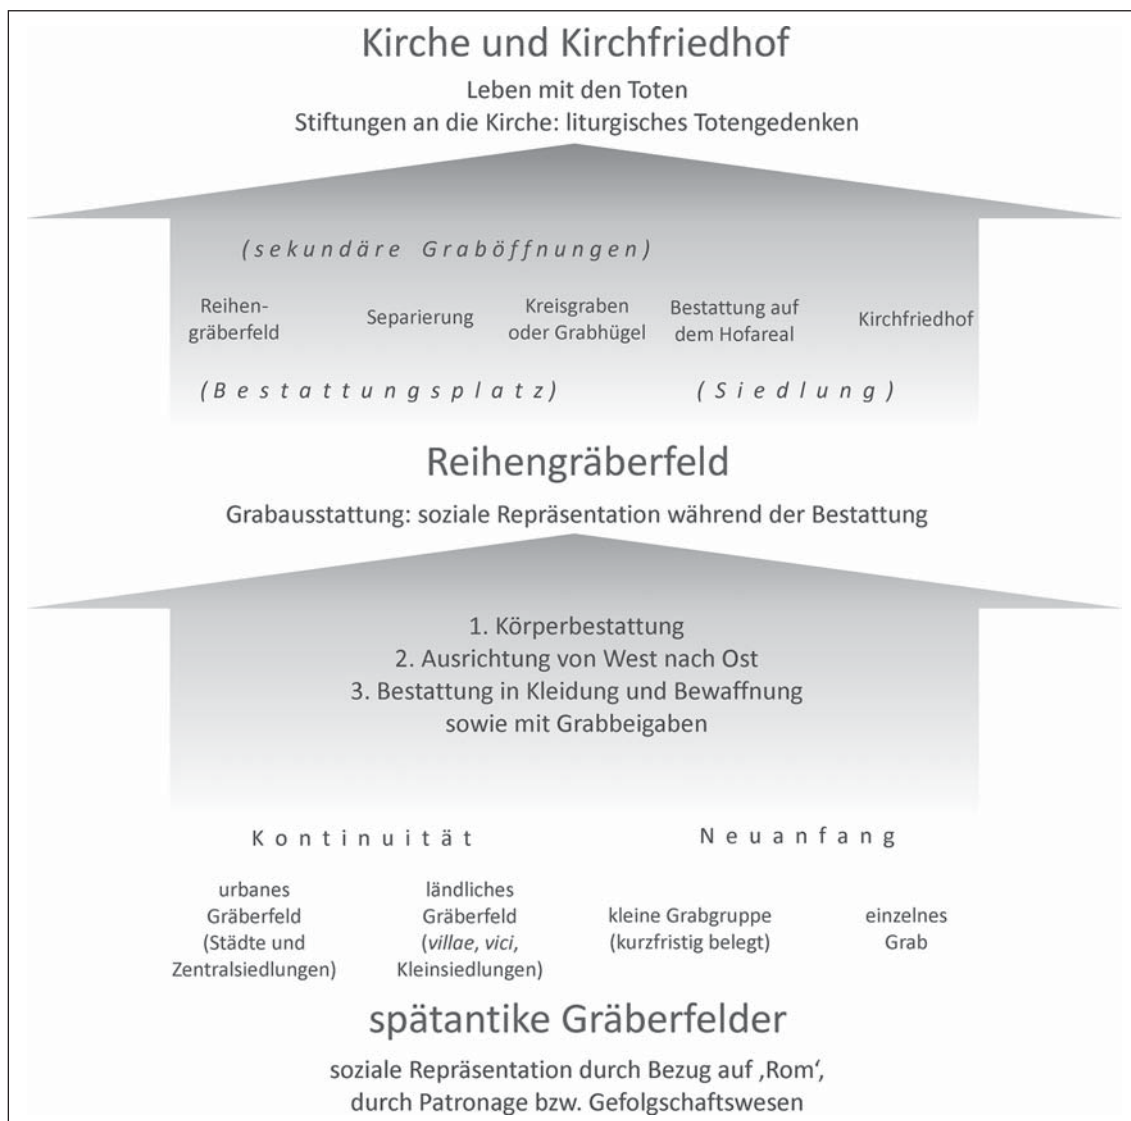 Kirche und Kirchfriedhof
Leben mit den Toten
Stiftungen an die Kirche: liturgisches Totengedenken
(sekundäre Graböffnungen)
Reihen-
gräberfeld
Separierung
Kreisgraben
oder Grabhügel
Bestattung auf
dem Hofareal
Kirchfriedhof
(Bestattungsplatz)
(Siedlung)
Reihengräberfeld
Grabausstattung: soziale Repräsentation während der Bestattung
1. Körperbestattung
2. Ausrichtung von West nach Ost
3. Bestattung in Kleidung und Bewaffnung
sowie mit Grabbeigaben
Kontinuität
Neuanfang
urbanes
Gräberfeld
(Städte und
Zentralsiedlungen)
ländliches
Gräberfeld
(villae, vici,
Kleinsiedlungen)
kleine Grabgruppe
(kurzfristig belegt)
einzelnes
Grab
spätantike Gräberfelder
soziale Repräsentation durch Bezug auf ‚Rom‘,
durch Patronage bzw. Gefolgschaftswesen